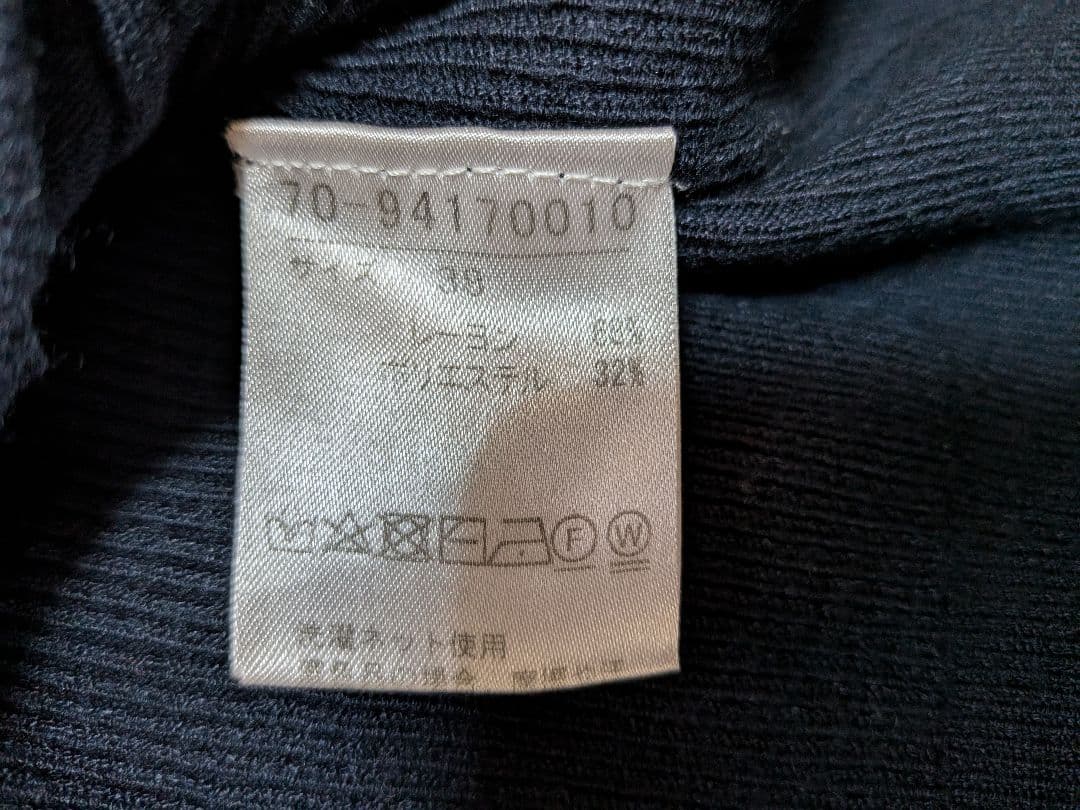 70-94170010
サイズ 38
レーヨン 68%
ポリエステル 32%
F W
洗濯ネット使用